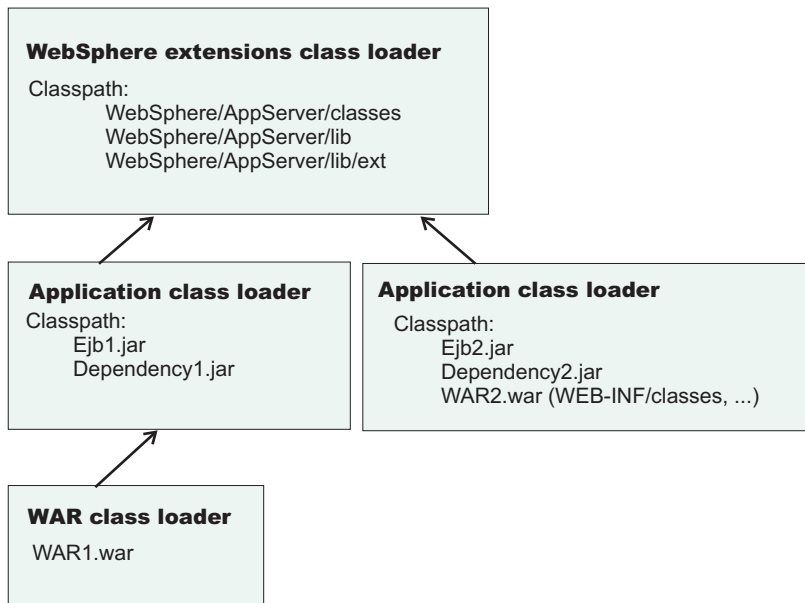 WebSphere extensions class loader
Classpath:
WebSphere/AppServer/classes
WebSphere/AppServer/lib
WebSphere/AppServer/lib/ext
Application class loader
Classpath:
Ejb1.jar
Dependency1.jar
Application class loader
Classpath:
Ejb2.jar
Dependency2.jar
WAR2.war (WEB-INF/classes, ...)
WAR class loader
WAR1.war